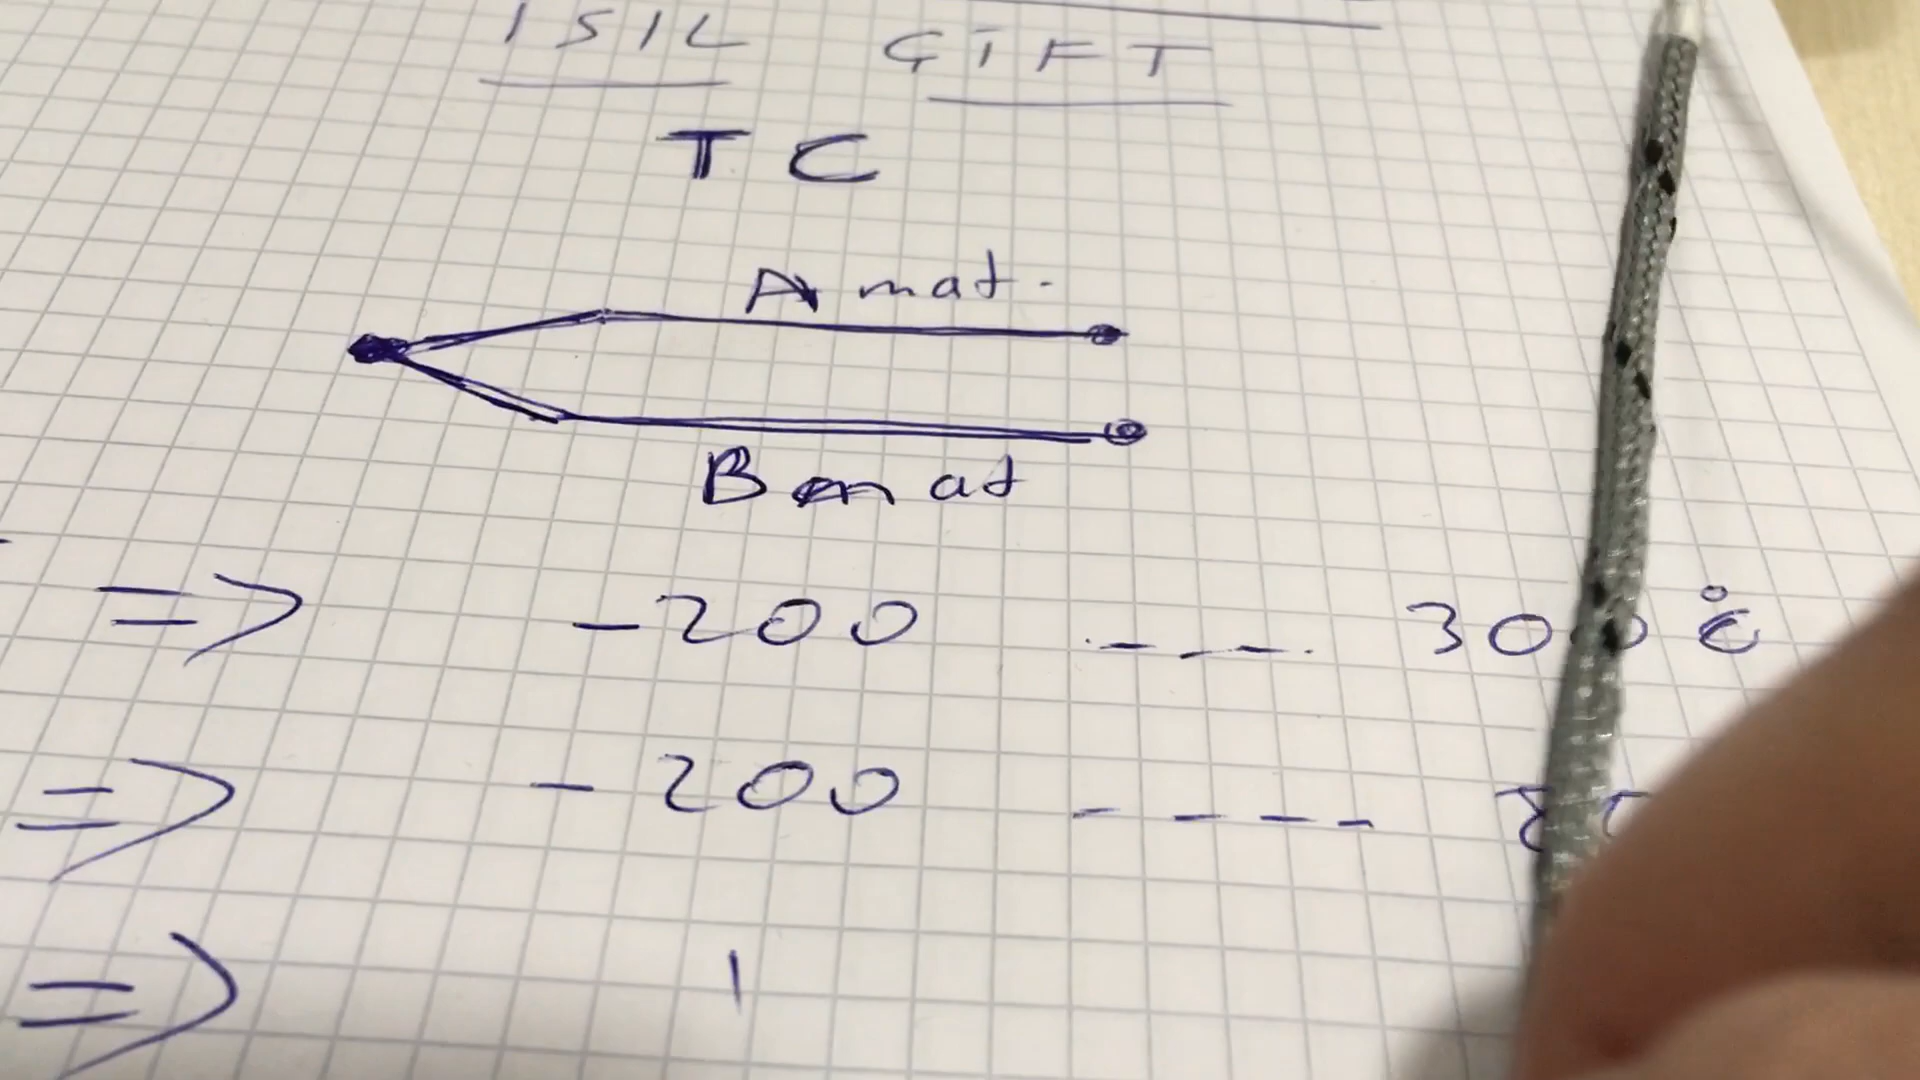 ISIL ÇİFT
TC
A mat.
B mat
=> -200 ---- 300 °C
=> -200 ----
=>